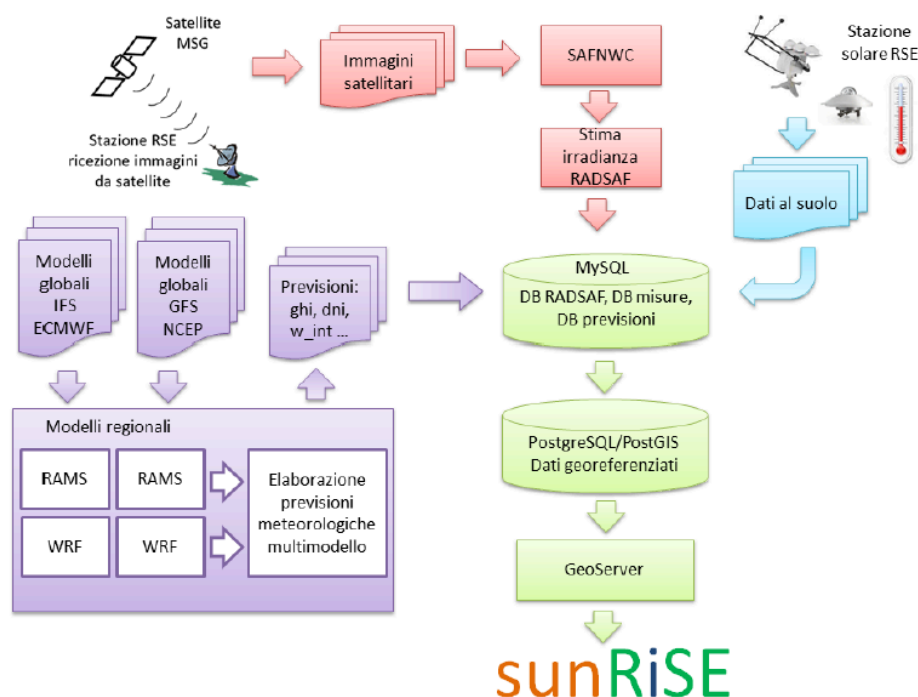 Satellite
MSG
Stazione RSE
ricezione immagini
da satellite
Immagini
satellitari
SAFNWC
Stima
irradianza
RADSAF
Stazione
solare RSE
Dati al suolo
Modelli
globali
IFS
ECMWF
Modelli
globali
GFS
NCEP
Previsioni:
ghi, dni,
w_int ...
MySQL
DB RADSAF, DB misure,
DB previsioni
Modelli regionali
RAMS
RAMS
WRF
WRF
Elaborazione
previsioni
meteorologiche
multimodello
PostgreSQL/PostGIS
Dati georeferenziati
GeoServer
sunRiSE